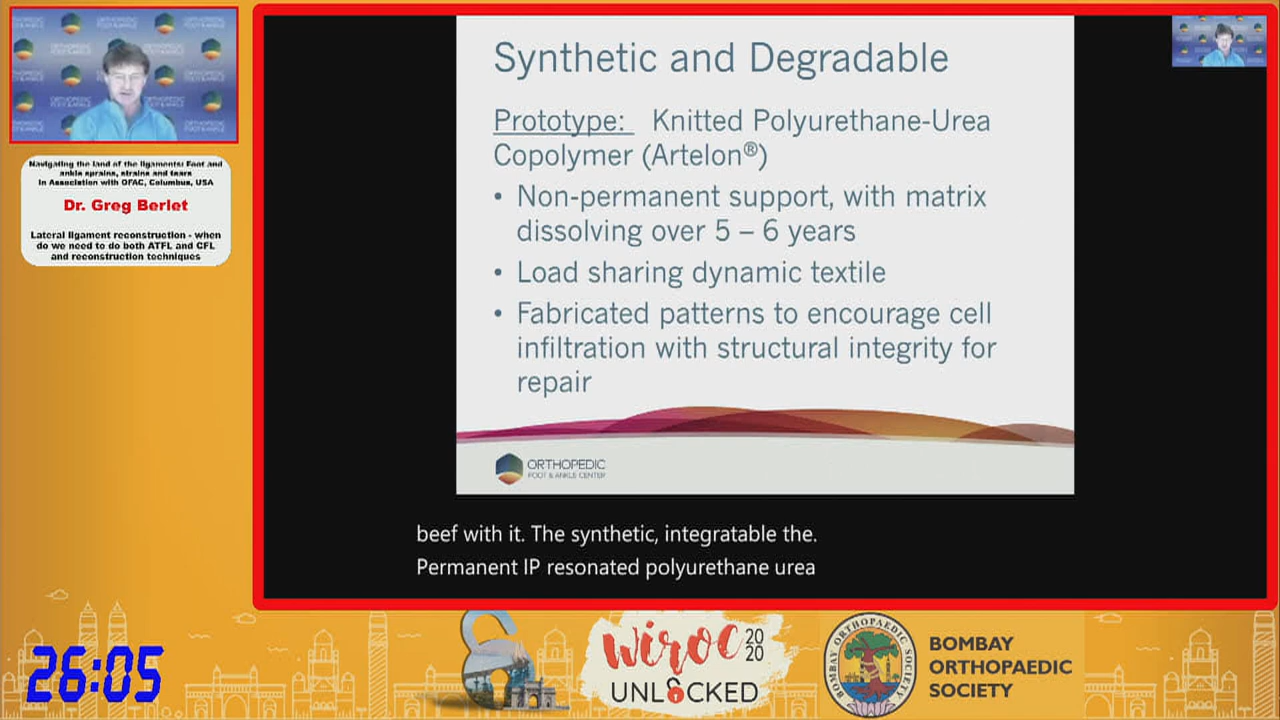 Navigating the land of the ligaments: Foot and
ankle sprains, strains and tears
In Association with OFAC, Columbus, USA
Dr. Greg Berlet
Lateral ligament reconstruction - when
do we need to do both ATFL and CFL
and reconstruction techniques
Synthetic and Degradable
Prototype: Knitted Polyurethane-Urea
Copolymer (Artelon®)
• Non-permanent support, with matrix
dissolving over 5 – 6 years
• Load sharing dynamic textile
• Fabricated patterns to encourage cell
infiltration with structural integrity for
repair
ORTHOPEDIC
FOOT & ANKLE CENTER
beef with it. The synthetic, integratable the.
Permanent IP resonated polyurethane urea
26:05
WIROC 20
20
UNLOCKED
BOMBAY ORTHOPAEDIC SOCIETY
BOMBAY
ORTHOPAEDIC
SOCIETY